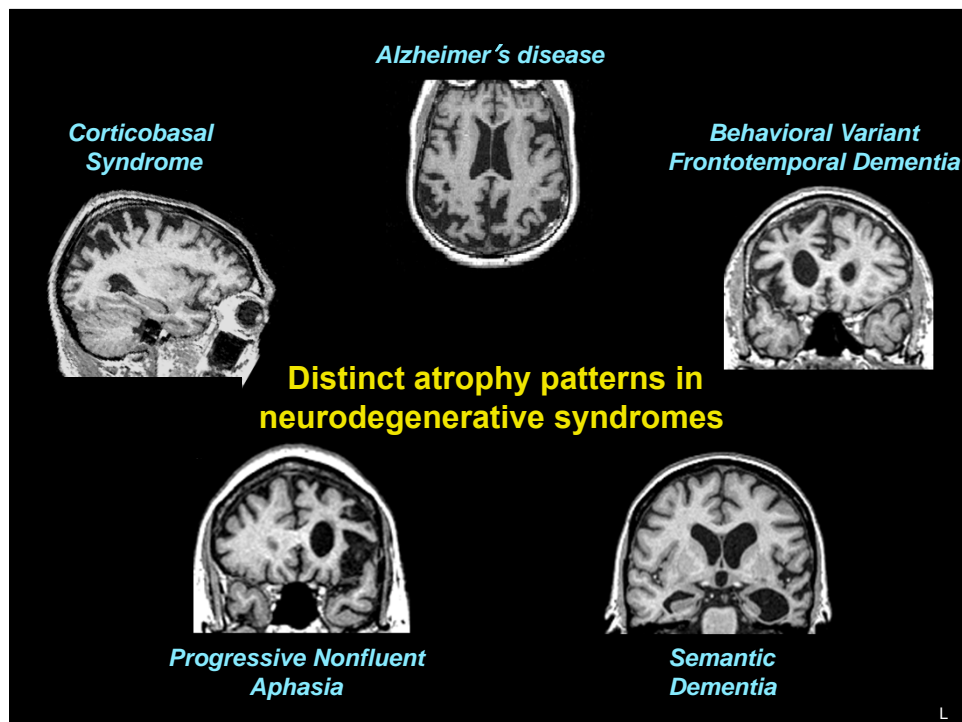 Alzheimer′s disease
Corticobasal
Syndrome
Behavioral Variant
Frontotemporal Dementia
Distinct atrophy patterns in
neurodegenerative syndromes
Progressive Nonfluent
Aphasia
Semantic
Dementia
L